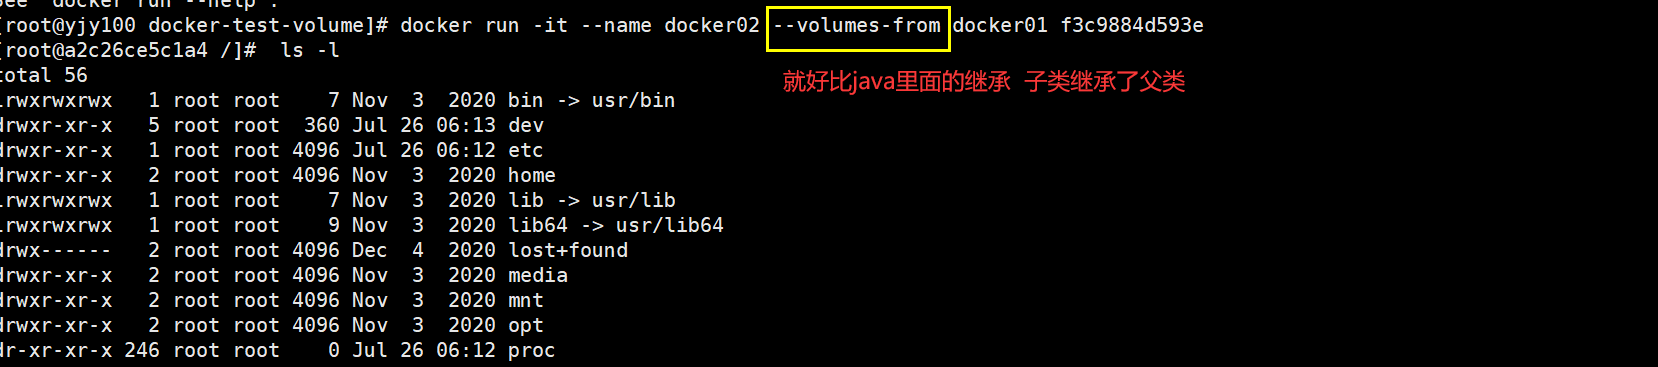 See 'docker run --help'.
[root@yjy100 docker-test-volume]# docker run -it --name docker02 --volumes-from docker01 f3c9884d593e
[root@a2c26ce5c1a4 /]#  ls -l
total 56
就好比java里面的继承 子类继承了父类
lrwxrwxrwx   1 root root    7 Nov  3  2020 bin -> usr/bin
drwxr-xr-x   5 root root  360 Jul 26 06:13 dev
drwxr-xr-x   1 root root 4096 Jul 26 06:12 etc
drwxr-xr-x   2 root root 4096 Nov  3  2020 home
lrwxrwxrwx   1 root root    7 Nov  3  2020 lib -> usr/lib
lrwxrwxrwx   1 root root    9 Nov  3  2020 lib64 -> usr/lib64
drwx------   2 root root 4096 Dec  4  2020 lost+found
drwxr-xr-x   2 root root 4096 Nov  3  2020 media
drwxr-xr-x   2 root root 4096 Nov  3  2020 mnt
drwxr-xr-x   2 root root 4096 Nov  3  2020 opt
dr-xr-xr-x 246 root root    0 Jul 26 06:12 proc